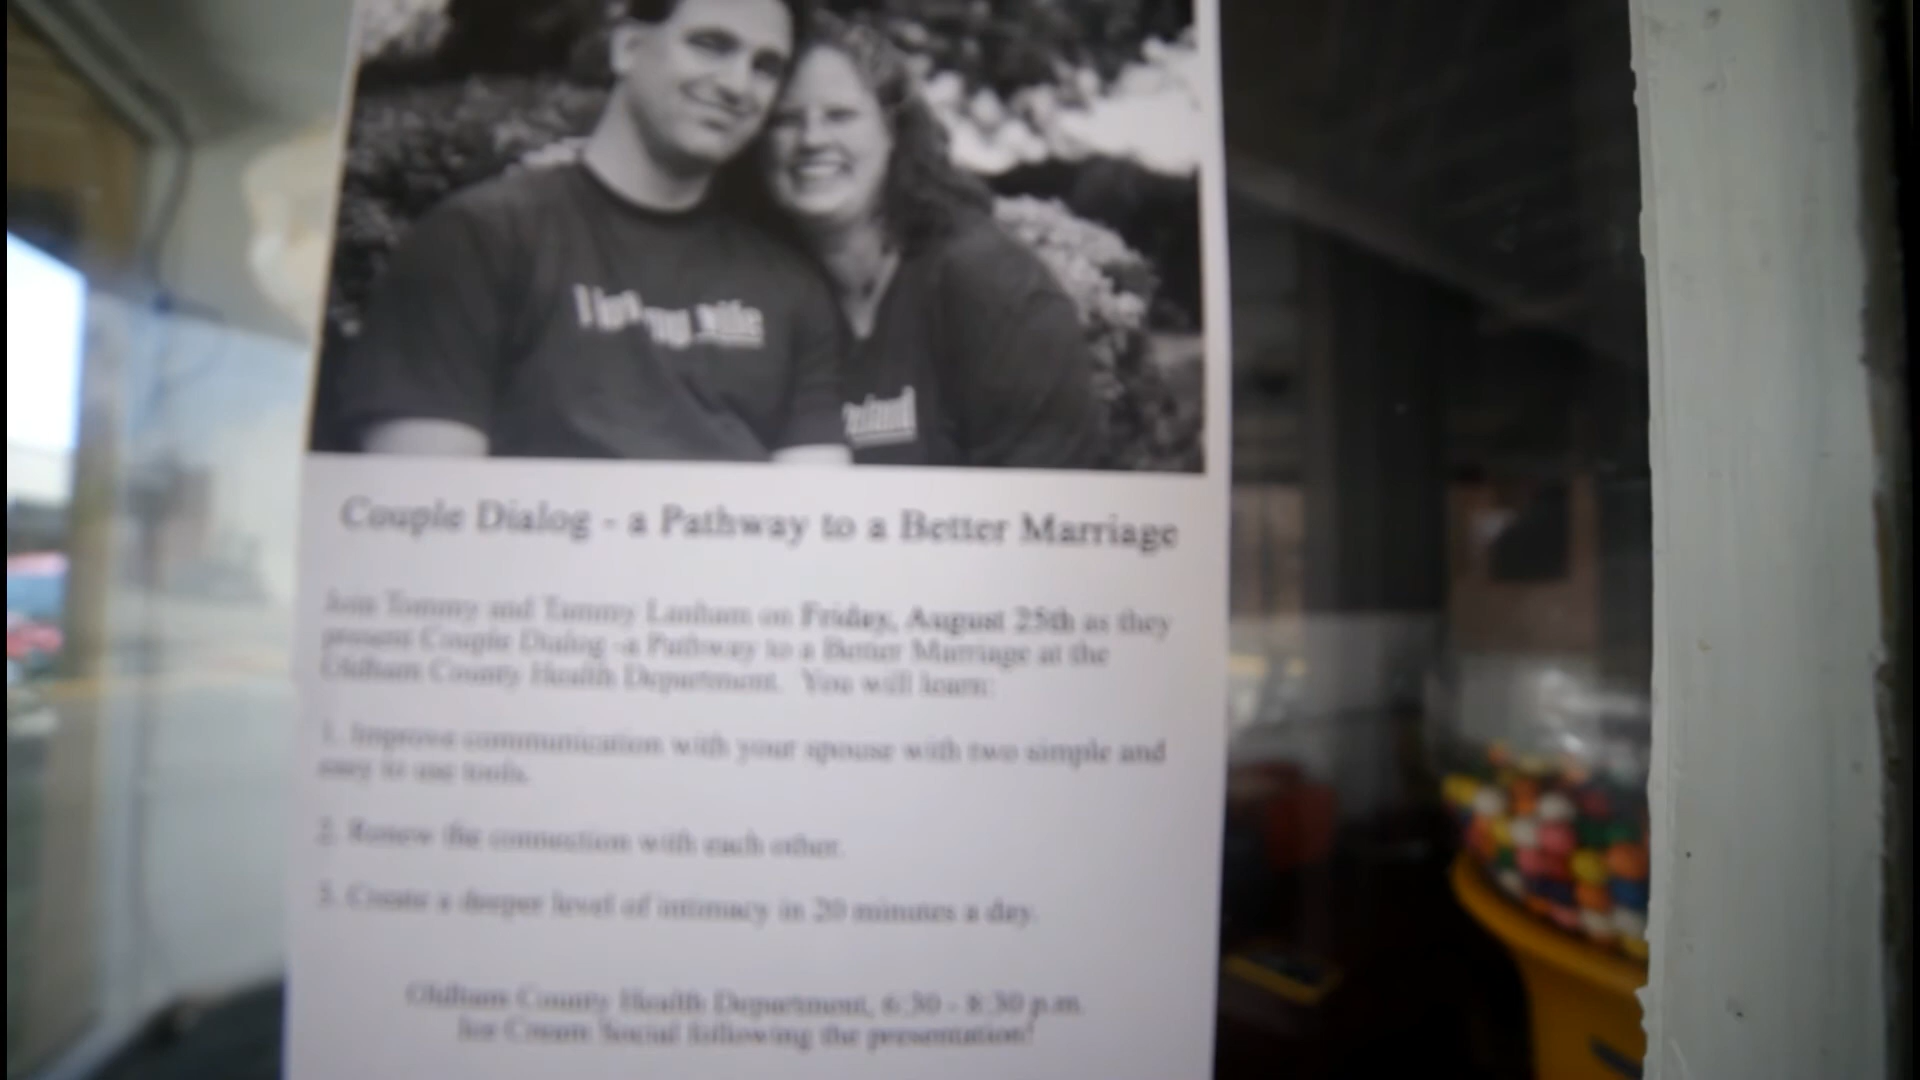 I my wife
Couple Dialog - a Pathway to a Better Marriage
Join Tommy and Tammy Lanham on Friday, August 25th as they
present Couple Dialog -a Pathway to a Better Marriage at the
Oldham County Health Department. You will learn:
1. Improve communication with your spouse with two simple and
easy to use tools.
2. Renew the connection with each other.
3. Create a deeper level of intimacy in 20 minutes a day.
Oldham County Health Department, 6:30 - 8:30 p.m.
Ice Cream Social following the presentation!